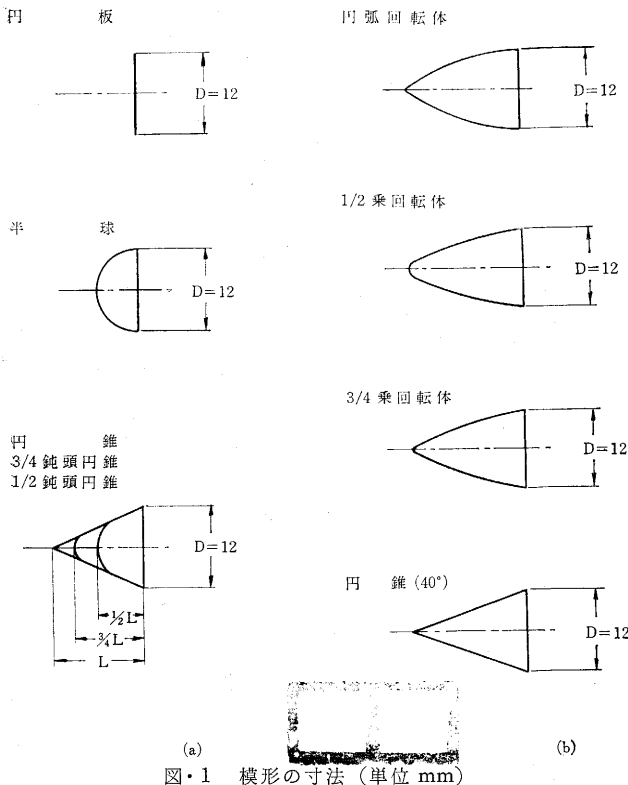 円 板
D=12
半 球
D=12
円 錐
3/4 鈍頭円錐
1/2 鈍頭円錐
D=12
½L
¾L
L
(a)
円弧回転体
D=12
1/2 乗回転体
D=12
3/4 乗回転体
D=12
円 錐 (40°)
D=12
(b)
図・1 模形の寸法 (単位 mm)